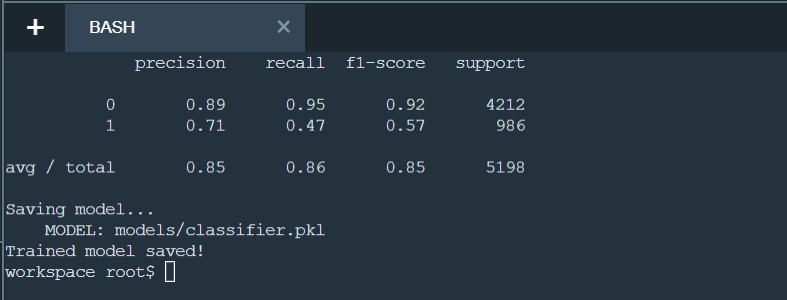 + BASH ×
precision recall f1-score support
0 0.89 0.95 0.92 4212
1 0.71 0.47 0.57 986
avg / total 0.85 0.86 0.85 5198
Saving model...
MODEL: models/classifier.pkl
Trained model saved!
workspace root$